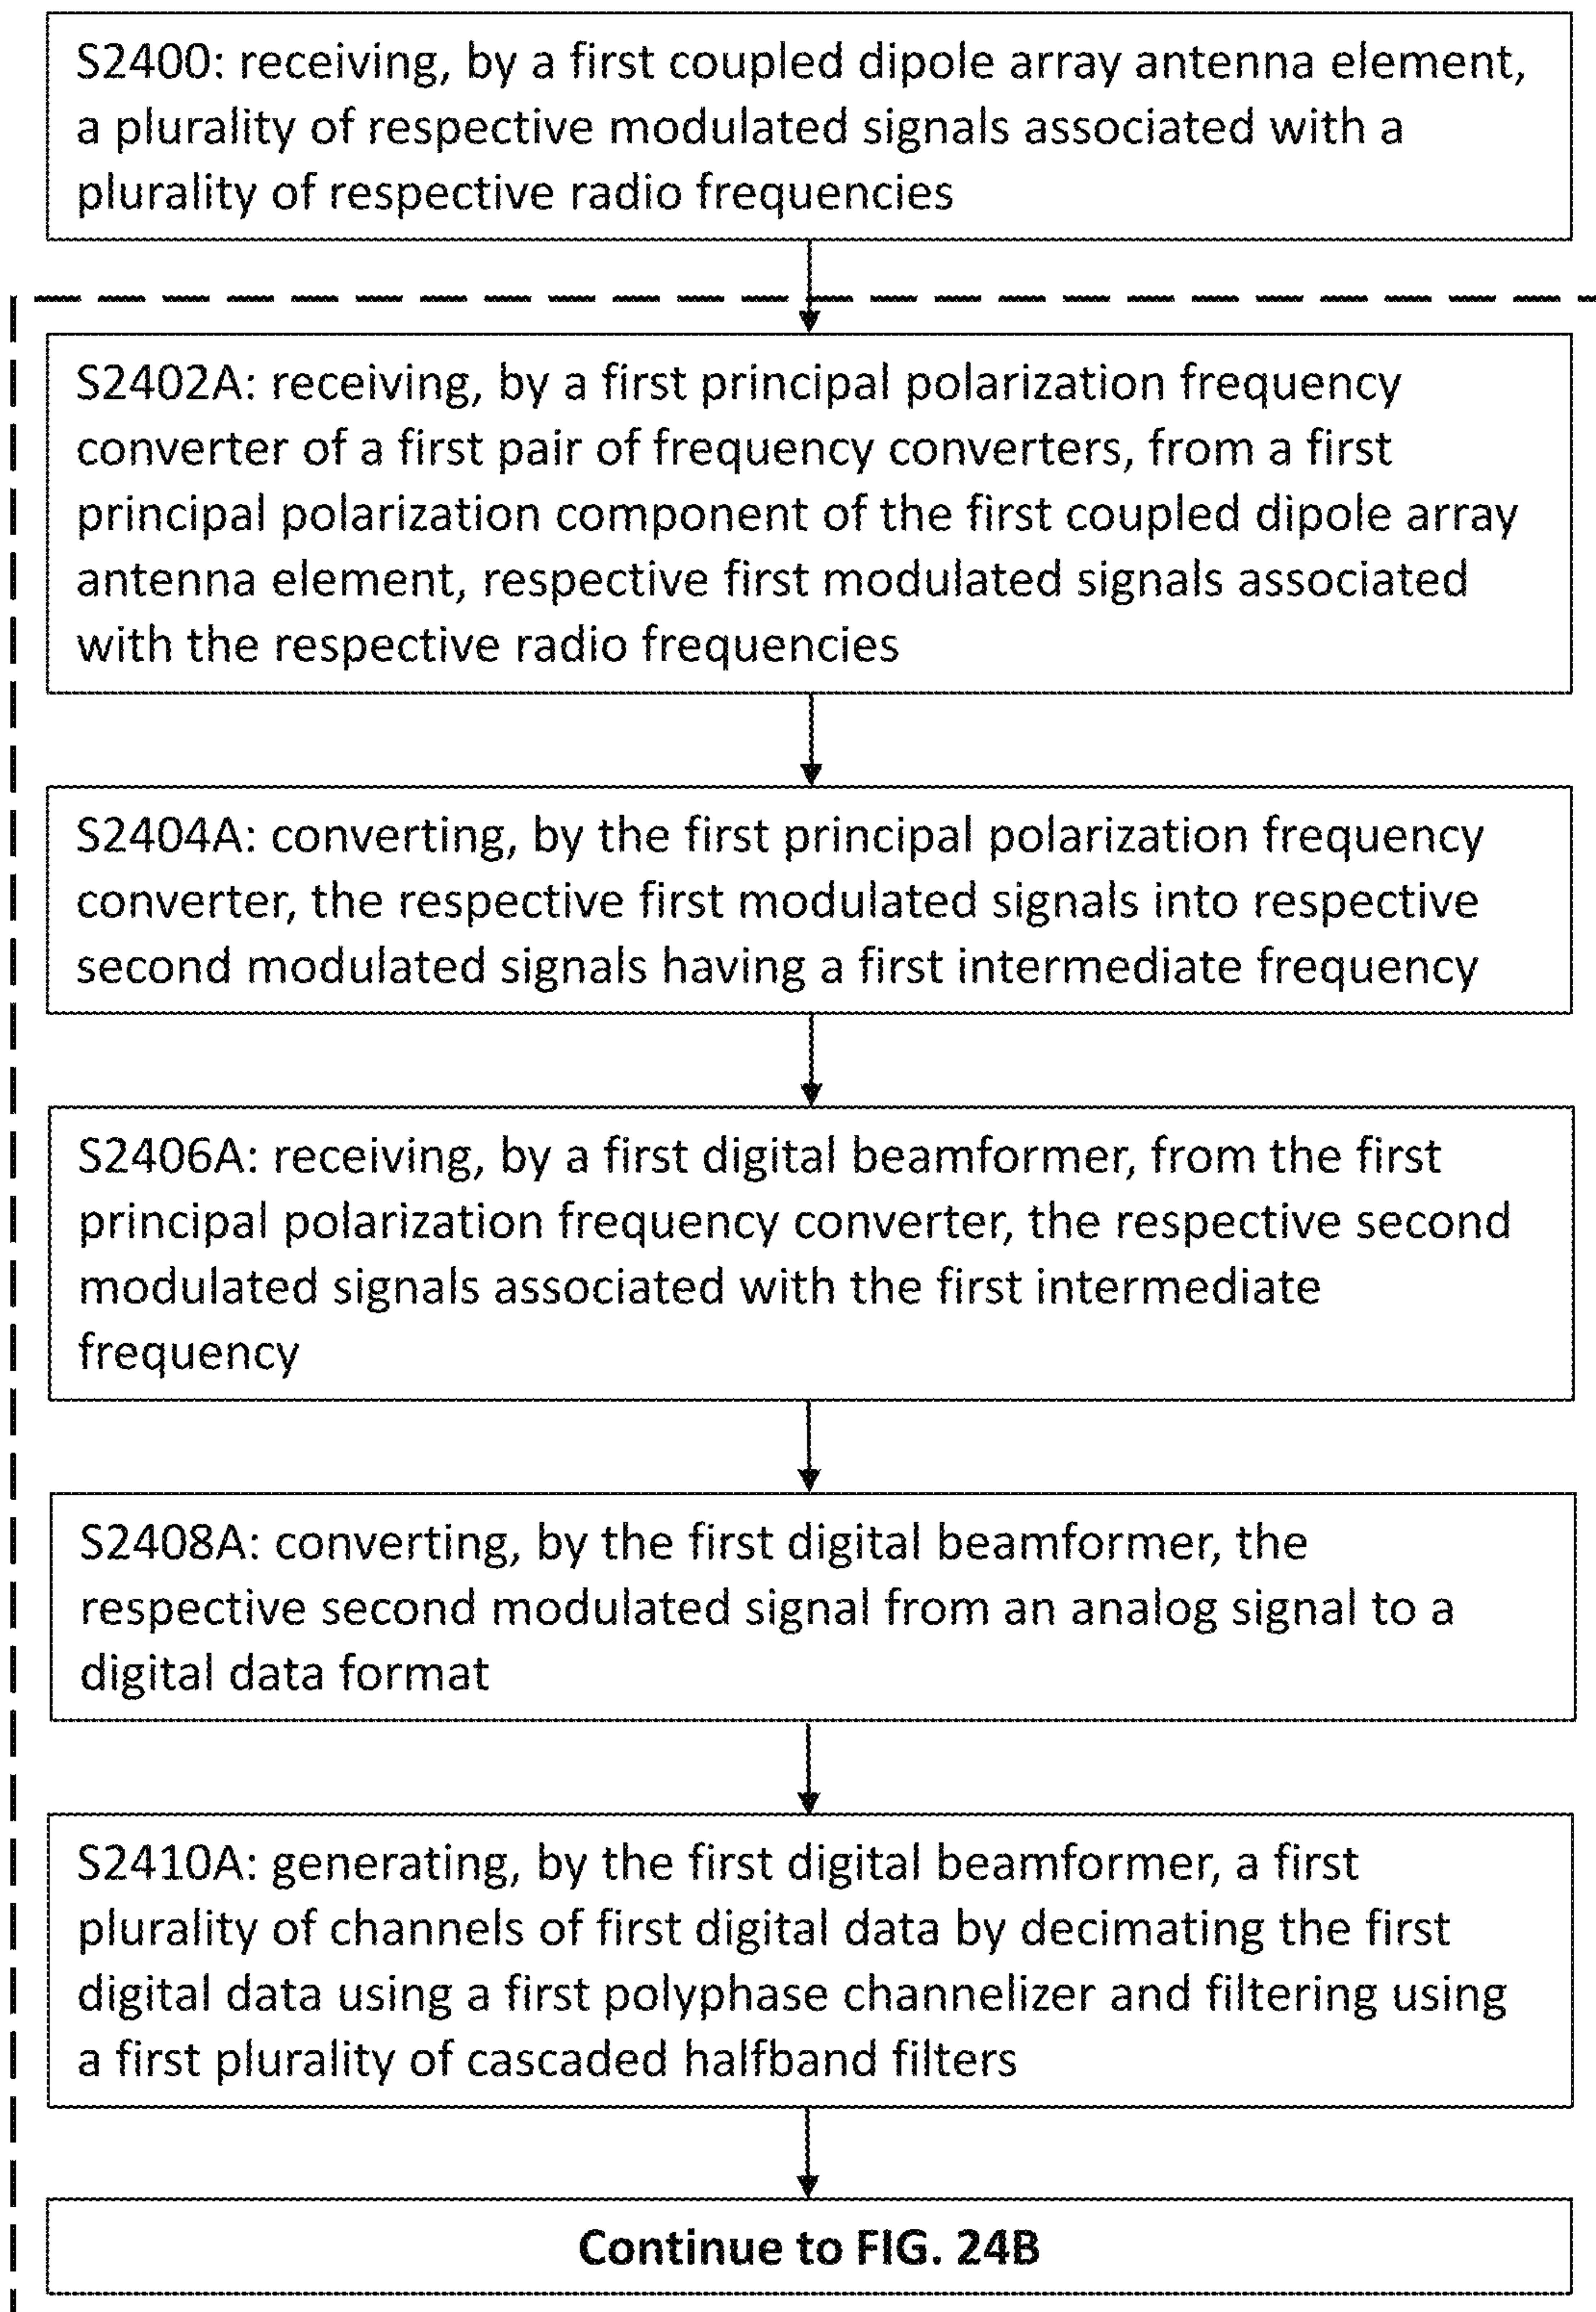 S2400: receiving, by a first coupled dipole array antenna element,
a plurality of respective modulated signals associated with a
plurality of respective radio frequencies
S2402A: receiving, by a first principal polarization frequency
converter of a first pair of frequency converters, from a first
principal polarization component of the first coupled dipole array
antenna element, respective first modulated signals associated
with the respective radio frequencies
S2404A: converting, by the first principal polarization frequency
converter, the respective first modulated signals into respective
second modulated signals having a first intermediate frequency
S2406A: receiving, by a first digital beamformer, from the first
principal polarization frequency converter, the respective second
modulated signals associated with the first intermediate
frequency
S2408A: converting, by the first digital beamformer, the
respective second modulated signal from an analog signal to a
digital data format
S2410A: generating, by the first digital beamformer, a first
plurality of channels of first digital data by decimating the first
digital data using a first polyphase channelizer and filtering using
a first plurality of cascaded halfband filters
Continue to FIG. 24B